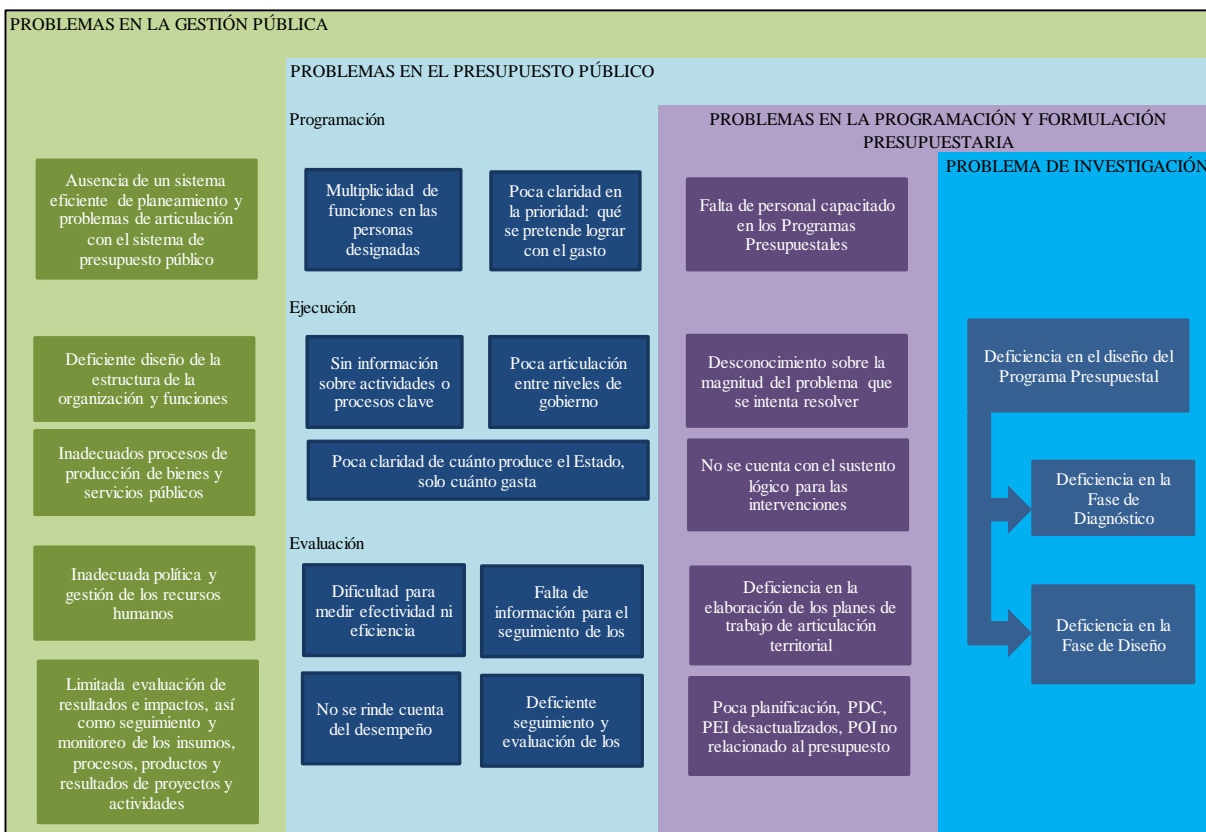 PROBLEMAS EN LA GESTIÓN PÚBLICA
Ausencia de un sistema
eficiente de planeamiento y
problemas de articulación
con el sistema de
presupuesto público
Deficiente diseño de la
estructura de la
organización y funciones
Inadecuados procesos de
producción de bienes y
servicios públicos
Inadecuada política y
gestión de los recursos
humanos
Limitada evaluación de
resultados e impactos, así
como seguimiento y
monitoreo de los insumos,
procesos, productos y
resultados de proyectos y
actividades
PROBLEMAS EN EL PRESUPUESTO PÚBLICO
Programación
Multiplicidad de
funciones en las
personas
designadas
Poca claridad en
la prioridad: qué
se pretende lograr
con el gasto
Ejecución
Sin información
sobre actividades o
procesos clave
Poca articulación
entre niveles de
gobierno
Poca claridad de cuánto produce el Estado,
solo cuánto gasta
Evaluación
Dificultad para
medir efectividad ni
eficiencia
Falta de
información para el
seguimiento de los
No se rinde cuenta
del desempeño
Deficiente
seguimiento y
evaluación de los
PROBLEMAS EN LA PROGRAMACIÓN Y FORMULACIÓN
PRESUPUESTARIA
Falta de personal capacitado
en los Programas
Presupuestales
Desconocimiento sobre la
magnitud del problema que
se intenta resolver
No se cuenta con el sustento
lógico para las
intervenciones
Deficiencia en la
elaboración de los planes de
trabajo de articulación
territorial
Poca planificación, PDC,
PEI desactualizados, POI no
relacionado al presupuesto
PROBLEMA DE INVESTIGACIÓN
Deficiencia en el diseño del
Programa Presupuestal
Deficiencia en la
Fase de
Diagnóstico
Deficiencia en la
Fase de Diseño